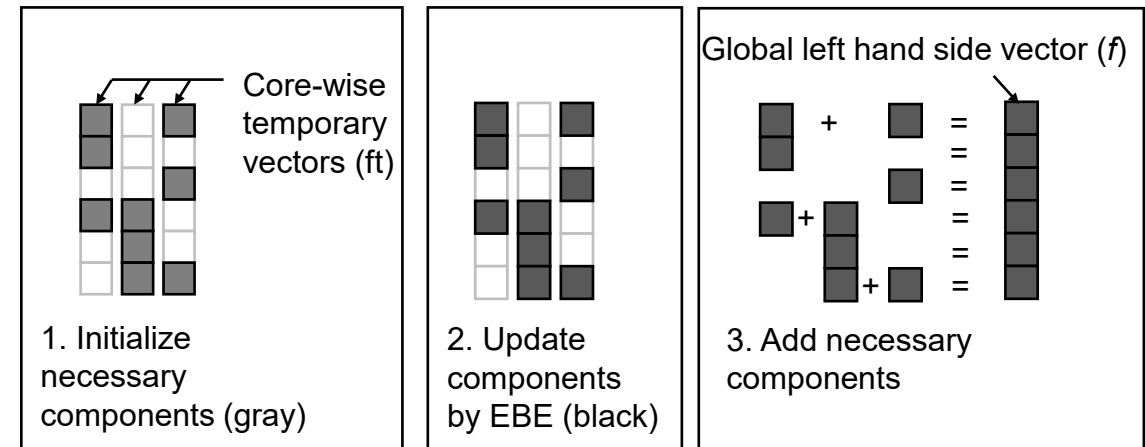 Core-wise
temporary
vectors (ft)
1. Initialize
necessary
components (gray)
2. Update
components
by EBE (black)
Global left hand side vector (f)
+ =
=
=
+ =
=
+ =
3. Add necessary
components